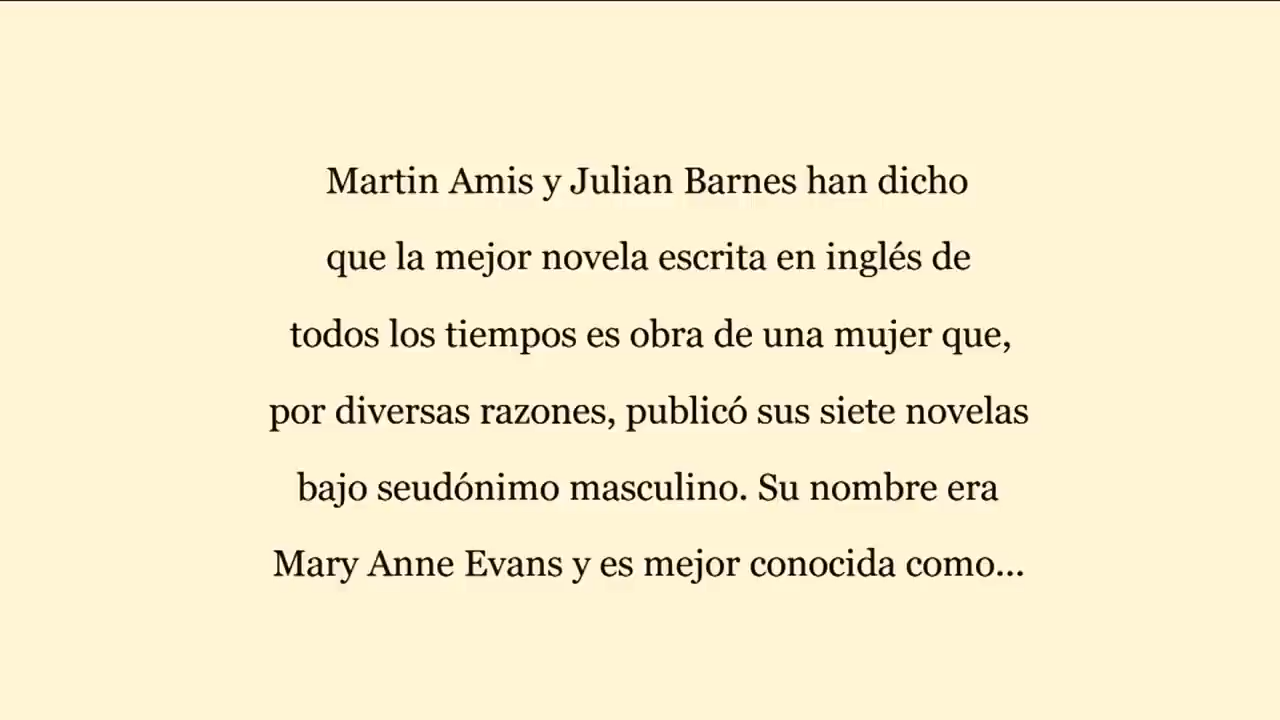 Martin Amis y Julian Barnes han dicho
que la mejor novela escrita en inglés de
todos los tiempos es obra de una mujer que,
por diversas razones, publicó sus siete novelas
bajo seudónimo masculino. Su nombre era
Mary Anne Evans y es mejor conocida como...